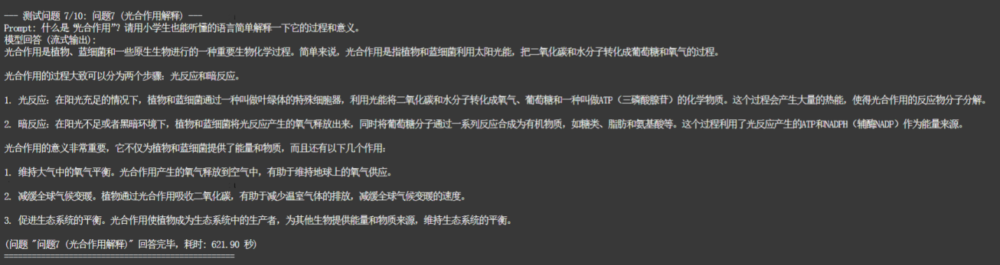 --- 测试问题 7/10: 问题7 (光合作用解释) ---
Prompt: 什么是“光合作用”？请用小学生也能听懂的语言简单解释一下它的过程和意义。
模型回答 (流式输出):
光合作用是植物、蓝细菌和一些原生生物进行的一种重要生物化学过程。简单来说，光合作用是指植物和蓝细菌利用太阳光能，把二氧化碳和水分子转化成葡萄糖和氧气的过程。
光合作用的过程大致可以分为两个步骤：光反应和暗反应。
1. 光反应：在阳光充足的情况下，植物和蓝细菌通过一种叫做叶绿体的特殊细胞器，利用光能将二氧化碳和水分子转化成氧气、葡萄糖和一种叫做ATP（三磷酸腺苷）的化学物质。这个过程会产生大量的热能，使得光合作用的反应物分子分解。
2. 暗反应：在阳光不足或者黑暗环境下，植物和蓝细菌将光反应产生的氧气释放出来，同时将葡萄糖分子通过一系列反应合成为有机物质，如糖类、脂肪和氨基酸等。这个过程利用了光反应产生的ATP和NADPH（辅酶NADP）作为能量来源。
光合作用的意义非常重要，它不仅为植物和蓝细菌提供了能量和物质，而且还有以下几个作用：
1. 维持大气中的氧气平衡。光合作用产生的氧气释放到空气中，有助于维持地球上的氧气供应。
2. 减缓全球气候变暖。植物通过光合作用吸收二氧化碳，有助于减少温室气体的排放，减缓全球气候变暖的速度。
3. 促进生态系统的平衡。光合作用使植物成为生态系统中的生产者，为其他生物提供能量和物质来源，维持生态系统的平衡。
(问题 "问题7 (光合作用解释)" 回答完毕，耗时: 621.90 秒)
==================================================